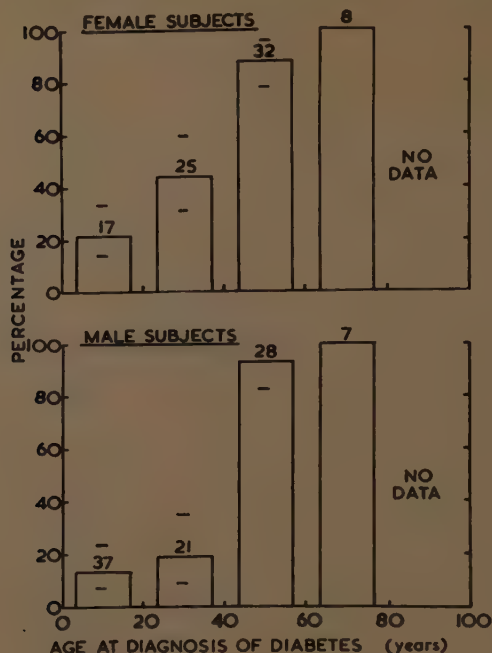 FEMALE SUBJECTS
100
80
60
40
20
0
17
25
32
8
NO
DATA
PERCENTAGE
MALE SUBJECTS
100
80
60
40
20
0
37
21
28
7
NO
DATA
0 20 40 60 80 100
AGE AT DIAGNOSIS OF DIABETES (years)